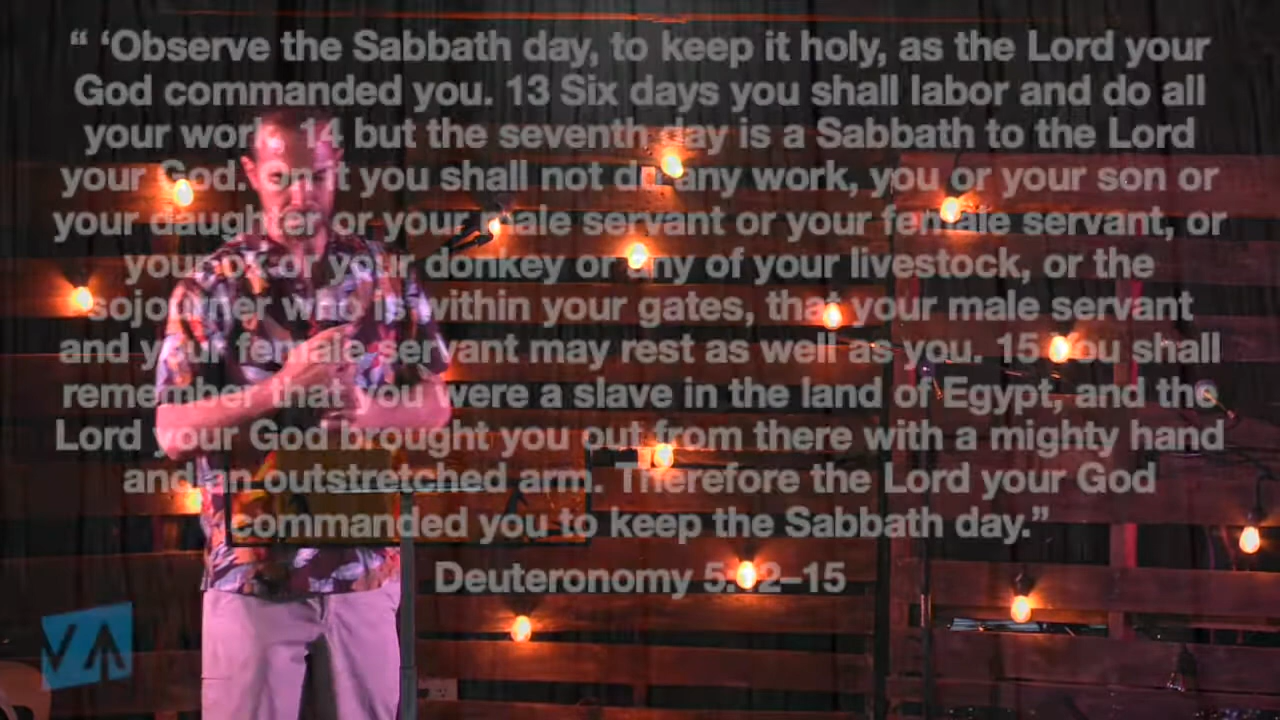 “ ‘Observe the Sabbath day, to keep it holy, as the Lord your
God commanded you. 13 Six days you shall labor and do all
your work, 14 but the seventh day is a Sabbath to the Lord
your God. On it you shall not do any work, you or your son or
your daughter or your male servant or your female servant, or
your ox or your donkey or any of your livestock, or the
sojourner who is within your gates, that your male servant
and your female servant may rest as well as you. 15 You shall
remember that you were a slave in the land of Egypt, and the
Lord your God brought you out from there with a mighty hand
and an outstretched arm. Therefore the Lord your God
commanded you to keep the Sabbath day.”
Deuteronomy 5:12–15